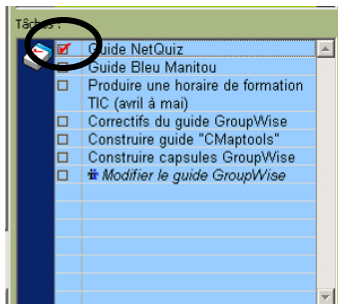 Tâches :
Guide NetQuiz
Guide Bleu Manitou
Produire une horaire de formation
TIC (avril à mai)
Correctifs du guide GroupWise
Construire guide "CMaptools"
Construire capsules GroupWise
Modifier le guide GroupWise